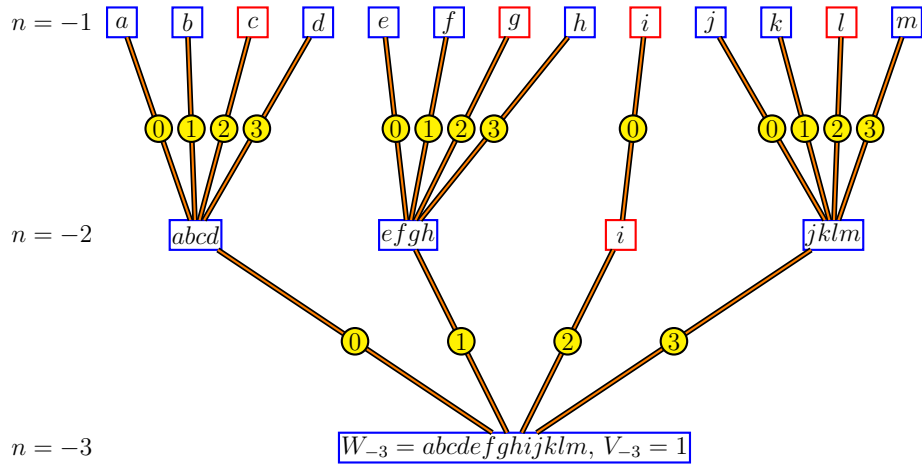 n = −1 a b c d e f g h i j k l m
0 1 2 3 0 1 2 3 0 0 1 2 3
n = −2 abcd efgh i jklm
0 1 2 3
n = −3 W₋₃ = abcdefghijklm, V₋₃ = 1